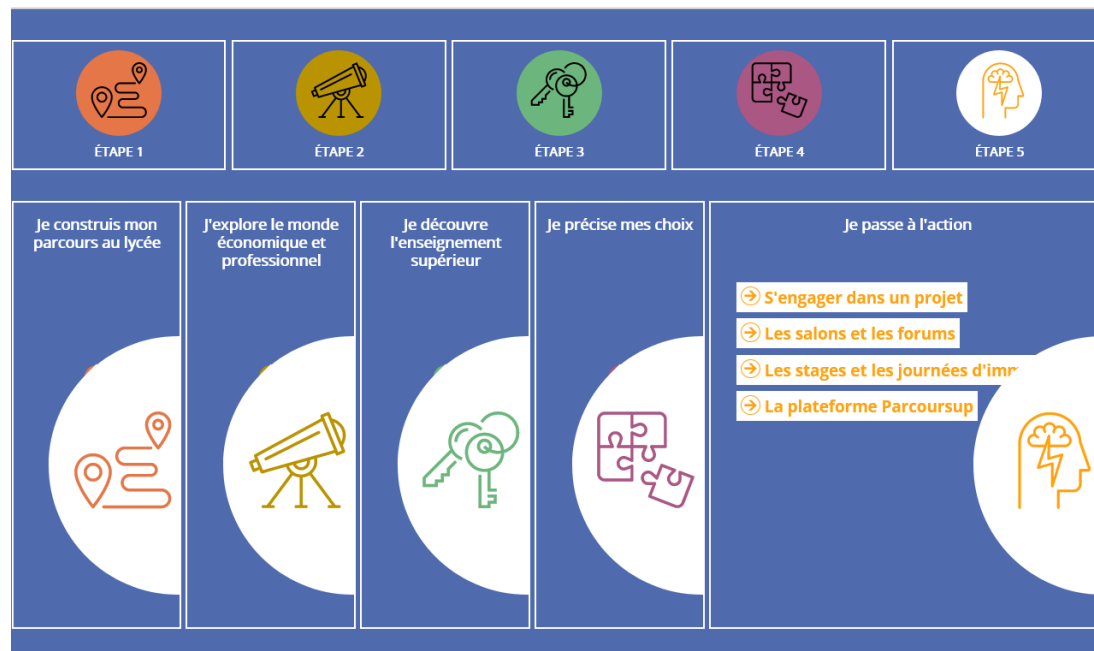 ÉTAPE 1
ÉTAPE 2
ÉTAPE 3
ÉTAPE 4
ÉTAPE 5
Je construis mon
parcours au lycée
J'explore le monde
économique et
professionnel
Je découvre
l'enseignement
supérieur
Je précise mes choix
Je passe à l'action
S'engager dans un projet
Les salons et les forums
Les stages et les journées
La plateforme Parcoursup